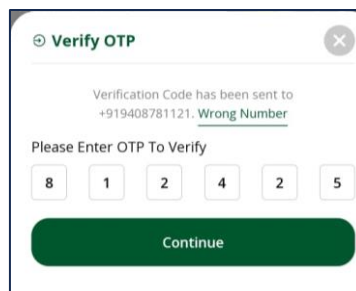 Verify OTP
Verification Code has been sent to
+919408781121. Wrong Number
Please Enter OTP To Verify
8 1 2 4 2 5
Continue